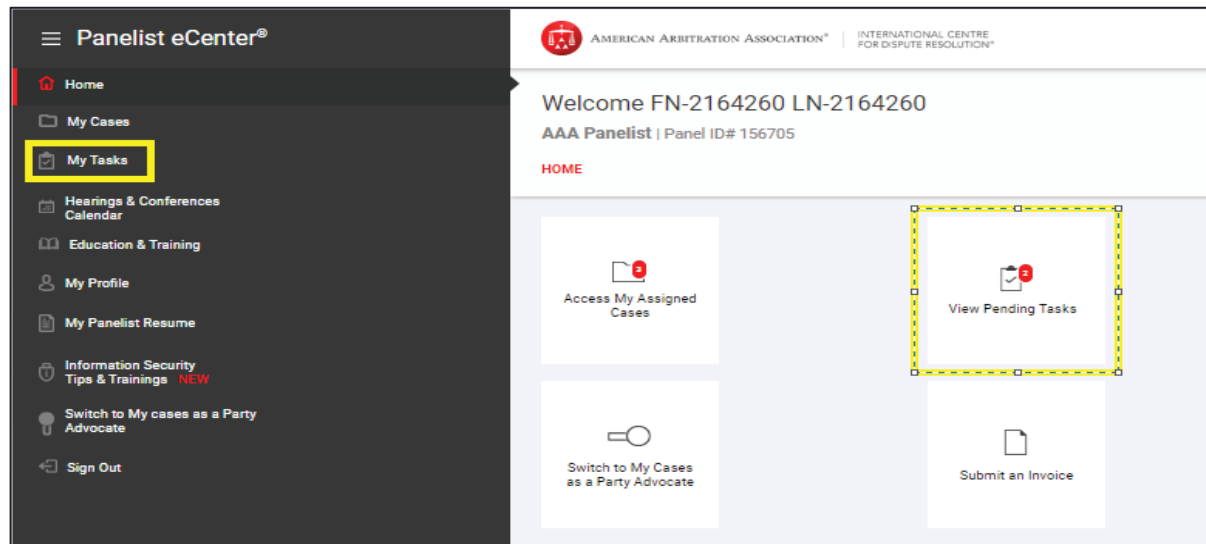 Panelist eCenter®
Home
My Cases
My Tasks
Hearings & Conferences
Calendar
Education & Training
My Profile
My Panelist Resume
Information Security
Tips & Trainings NEW
Switch to My cases as a Party
Advocate
Sign Out
AMERICAN ARBITRATION ASSOCIATION®
INTERNATIONAL CENTRE
FOR DISPUTE RESOLUTION®
Welcome FN-2164260 LN-2164260
AAA Panelist | Panel ID# 156705
HOME
3
Access My Assigned
Cases
2
View Pending Tasks
Switch to My Cases
as a Party Advocate
Submit an Invoice